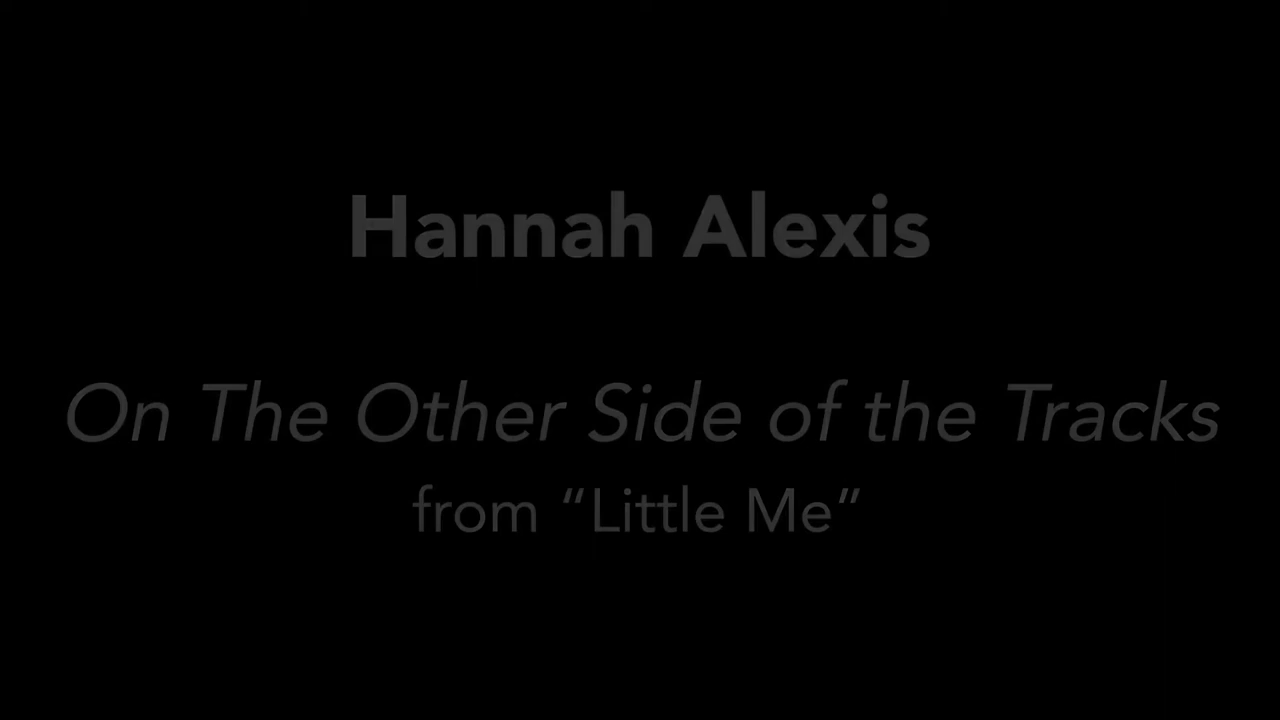 Hannah Alexis
On The Other Side of the Tracks
from “Little Me”